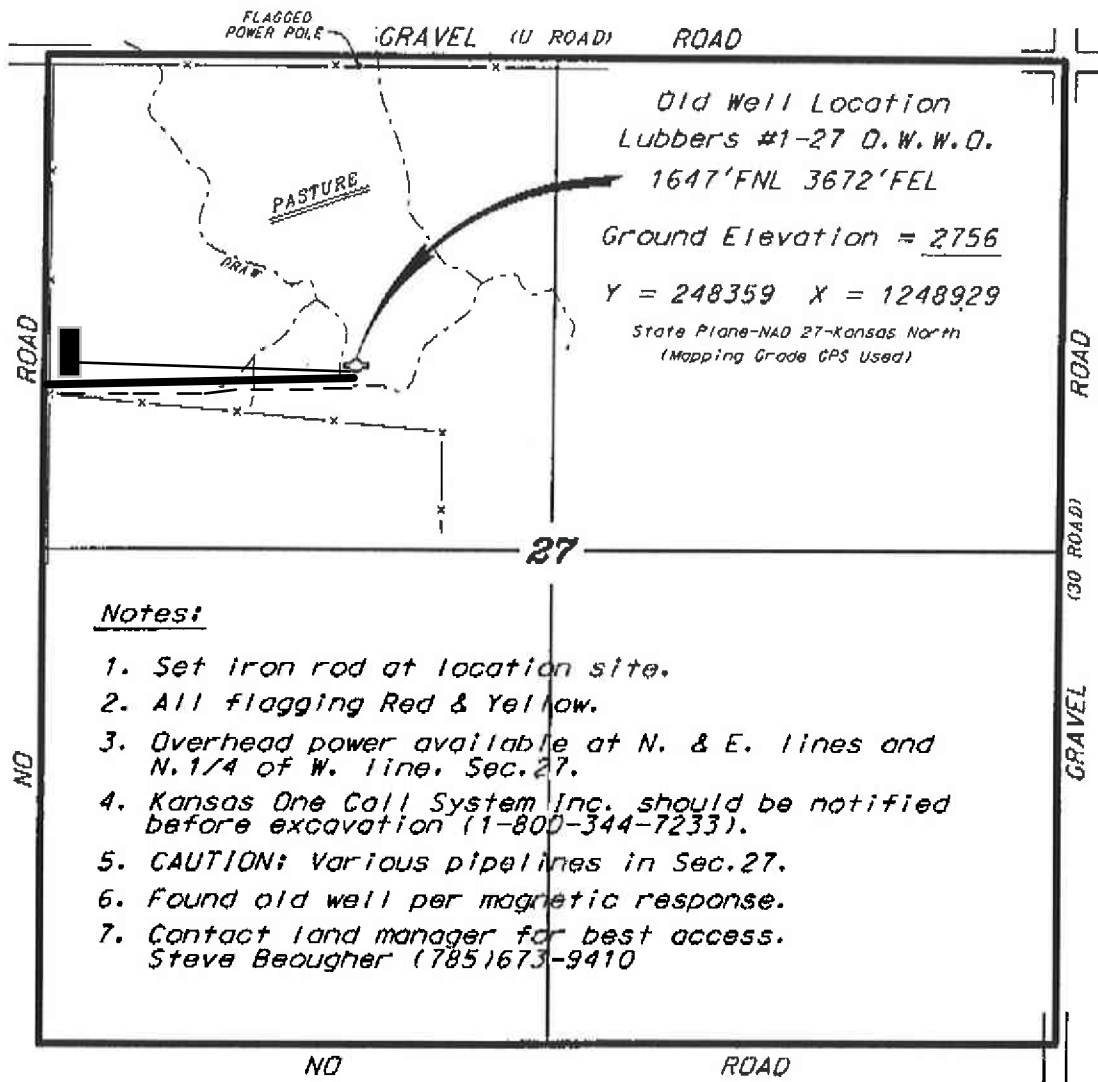 FLAGGED
POWER POLE
GRAVEL (U ROAD) ROAD
Old Well Location
Lubbers #1-27 O.W.W.O.
1647'FNL 3672'FEL
PASTURE
Ground Elevation = 2756
DRAW
Y = 248359 X = 1248929
State Plane-NAD 27-Kansas North
(Mapping Grade GPS Used)
ROAD
ROAD
27
(30 ROAD)
Notes:
1. Set iron rod at location site.
2. All flagging Red & Yellow.
3. Overhead power available at N. & E. lines and
N.1/4 of W. line. Sec.27.
4. Kansas One Call System Inc. should be notified
before excavation (1-800-344-7233).
5. CAUTION: Various pipelines in Sec.27.
6. Found old well per magnetic response.
7. Contact land manager for best access.
Steve Beougher (785)673-9410
NO
GRAVEL
NO ROAD